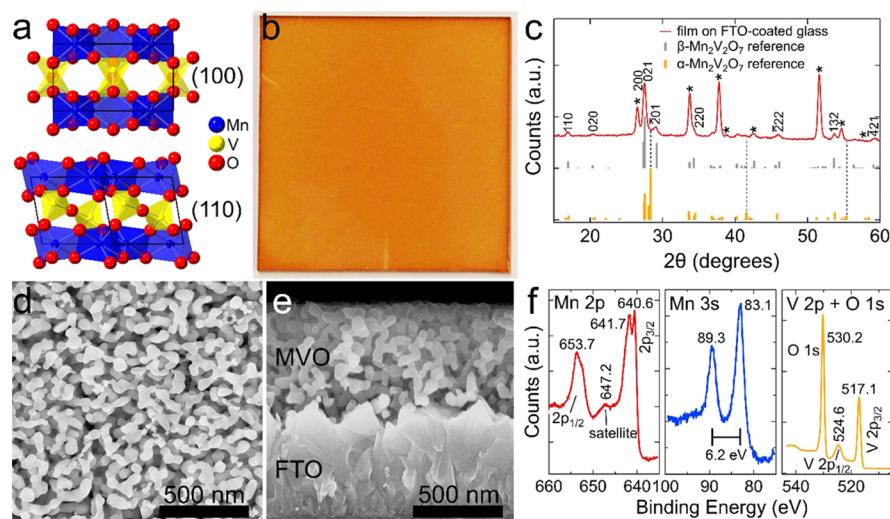 a
(100)
Mn
V
O
(110)
b
c
film on FTO-coated glass
β-Mn2V2O7 reference
α-Mn2V2O7 reference
Counts (a.u.)
110
020
*
200
021
*
201
*
220
*
*
*
222
*
132
*
*
421
20 30 40 50 60
2θ (degrees)
d
500 nm
e
MVO
FTO
500 nm
f
Counts (a.u.)
Mn 2p
640.6
641.7
2p3/2
653.7
647.2
2p1/2
satellite
660 650 640
Mn 3s
83.1
89.3
6.2 eV
100 90 80
V 2p + O 1s
530.2
O 1s
517.1
524.6
V 2p3/2
V 2p1/2
540 520
Binding Energy (eV)